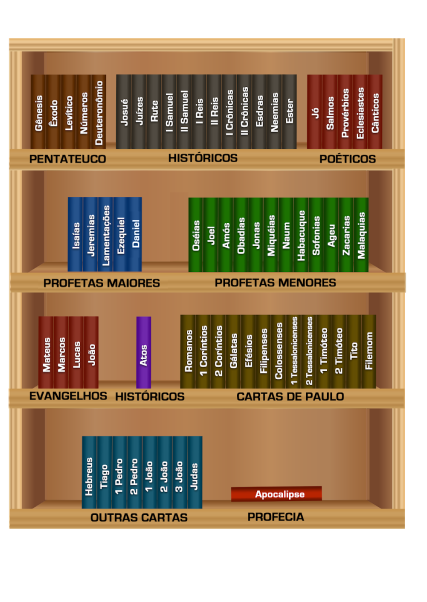 Gênesis
Êxodo
Levítico
Números
Deuteronômio
Josué
Juízes
Rute
I Samuel
II Samuel
I Reis
II Reis
I Crônicas
II Crônicas
Esdras
Neemias
Ester
Jó
Salmos
Provérbios
Eclesiastes
Cânticos
PENTATEUCO
HISTÓRICOS
POÉTICOS
Isaías
Jeremias
Lamentações
Ezequiel
Daniel
Oséias
Joel
Amós
Obadias
Jonas
Miquéias
Naum
Habacuque
Sofonias
Ageu
Zacarias
Malaquias
PROFETAS MAIORES
PROFETAS MENORES
Mateus
Marcos
Lucas
João
Atos
Romanos
1 Coríntios
2 Coríntios
Gálatas
Efésios
Filipenses
Colossenses
1 Tessalonicenses
2 Tessalonicenses
1 Timóteo
2 Timóteo
Tito
Filemom
EVANGELHOS
HISTÓRICOS
CARTAS DE PAULO
Hebreus
Tiago
1 Pedro
2 Pedro
1 João
2 João
3 João
Judas
Apocalipse
OUTRAS CARTAS
PROFECIA